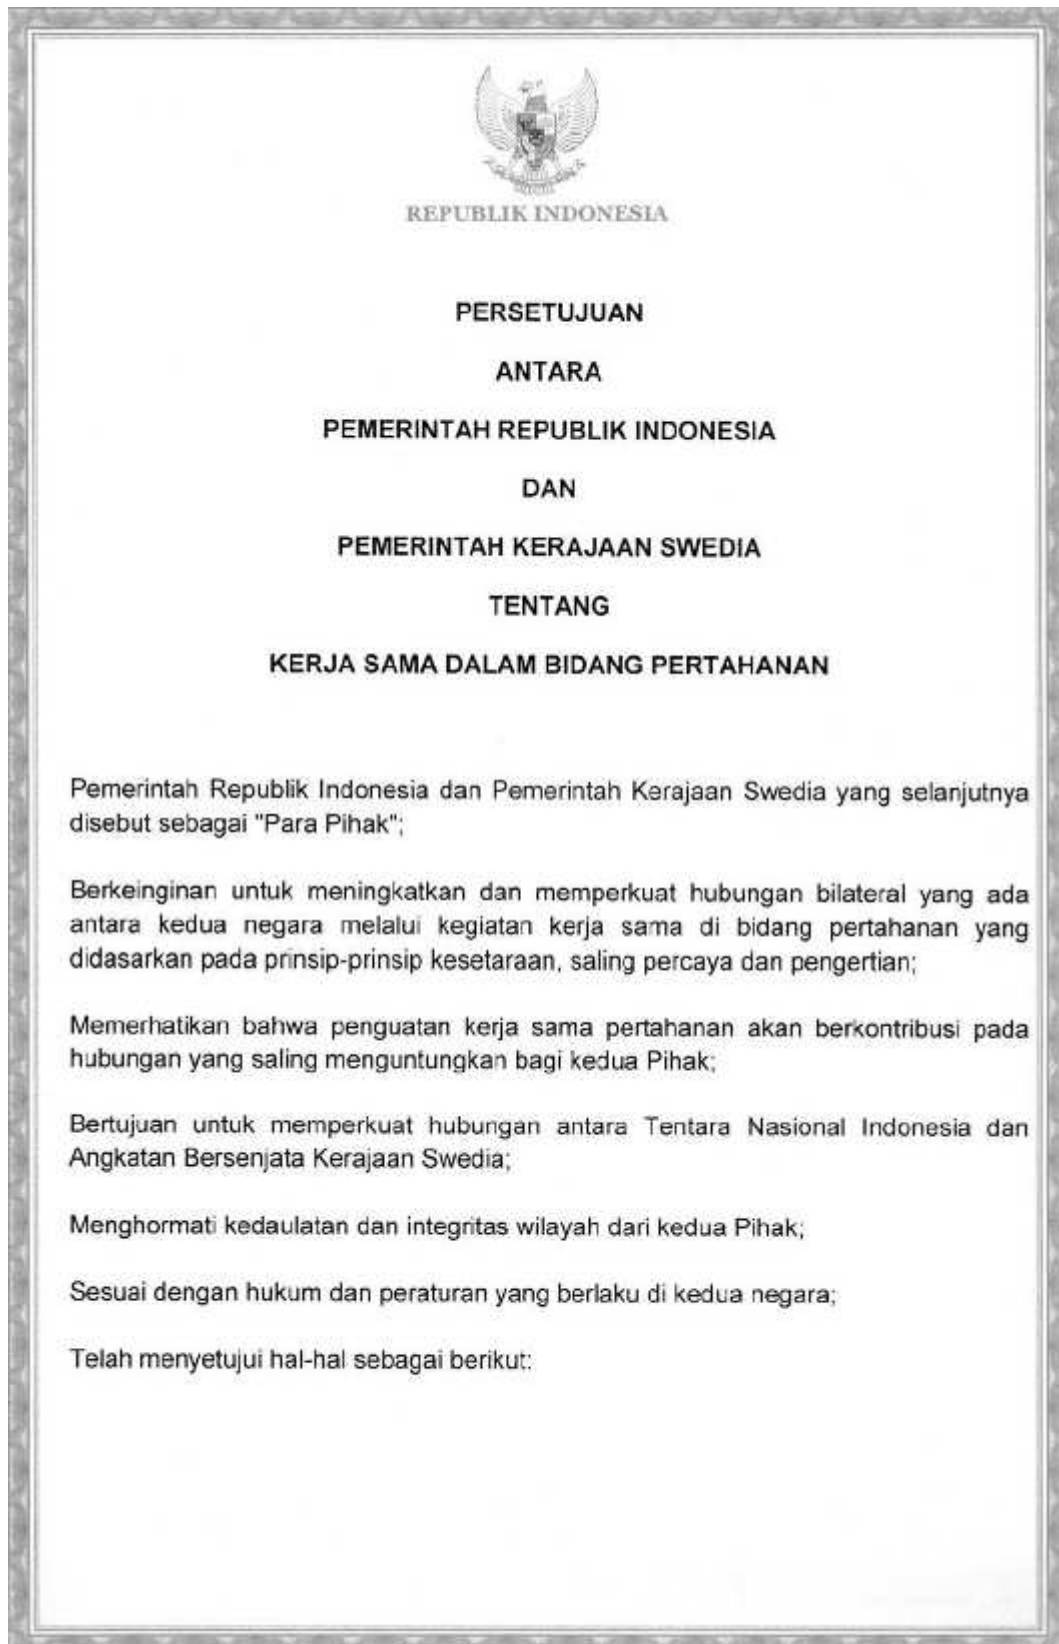 REPUBLIK INDONESIA
PERSETUJUAN
ANTARA
PEMERINTAH REPUBLIK INDONESIA
DAN
PEMERINTAH KERAJAAN SWEDIA
TENTANG
KERJA SAMA DALAM BIDANG PERTAHANAN
Pemerintah Republik Indonesia dan Pemerintah Kerajaan Swedia yang selanjutnya
disebut sebagai "Para Pihak";
Berkeinginan untuk meningkatkan dan memperkuat hubungan bilateral yang ada
antara kedua negara melalui kegiatan kerja sama di bidang pertahanan yang
didasarkan pada prinsip-prinsip kesetaraan, saling percaya dan pengertian;
Memerhatikan bahwa penguatan kerja sama pertahanan akan berkontribusi pada
hubungan yang saling menguntungkan bagi kedua Pihak;
Bertujuan untuk memperkuat hubungan antara Tentara Nasional Indonesia dan
Angkatan Bersenjata Kerajaan Swedia;
Menghormati kedaulatan dan integritas wilayah dari kedua Pihak;
Sesuai dengan hukum dan peraturan yang berlaku di kedua negara;
Telah menyetujui hal-hal sebagai berikut: